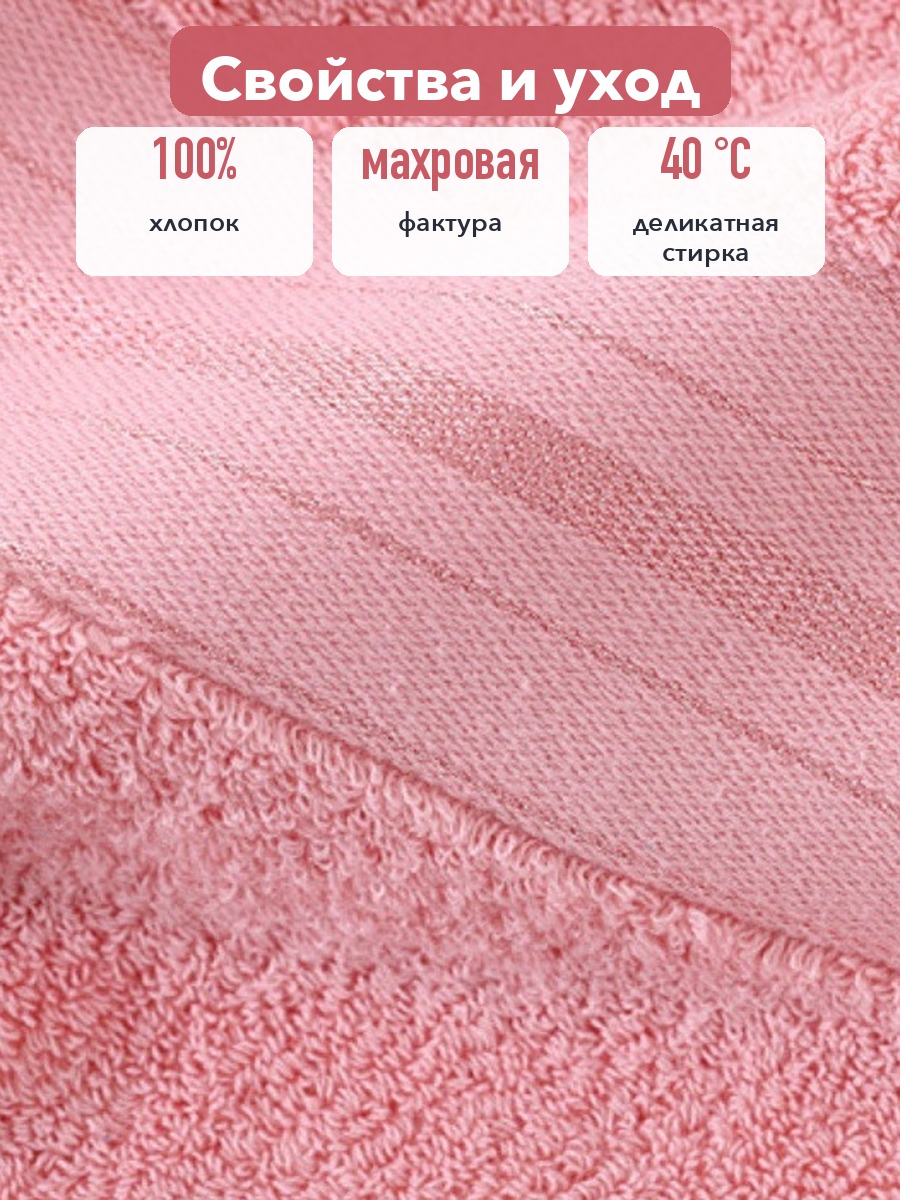 Свойства и уход
100%
хлопок
махровая
фактура
40 °C
деликатная
стирка